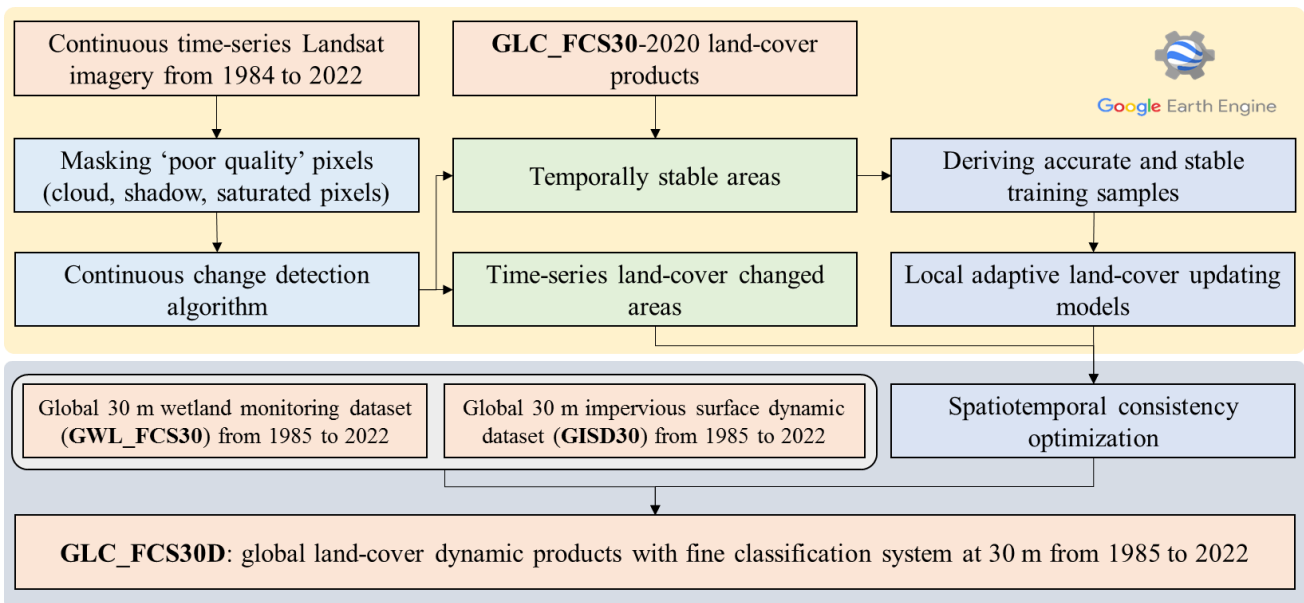 Continuous time-series Landsat
imagery from 1984 to 2022
GLC_FCS30-2020 land-cover
products
Google Earth Engine
Masking ‘poor quality’ pixels
(cloud, shadow, saturated pixels)
Temporally stable areas
Deriving accurate and stable
training samples
Continuous change detection
algorithm
Time-series land-cover changed
areas
Local adaptive land-cover updating
models
Global 30 m wetland monitoring dataset
(GWL_FCS30) from 1985 to 2022
Global 30 m impervious surface dynamic
dataset (GISD30) from 1985 to 2022
Spatiotemporal consistency
optimization
GLC_FCS30D: global land-cover dynamic products with fine classification system at 30 m from 1985 to 2022